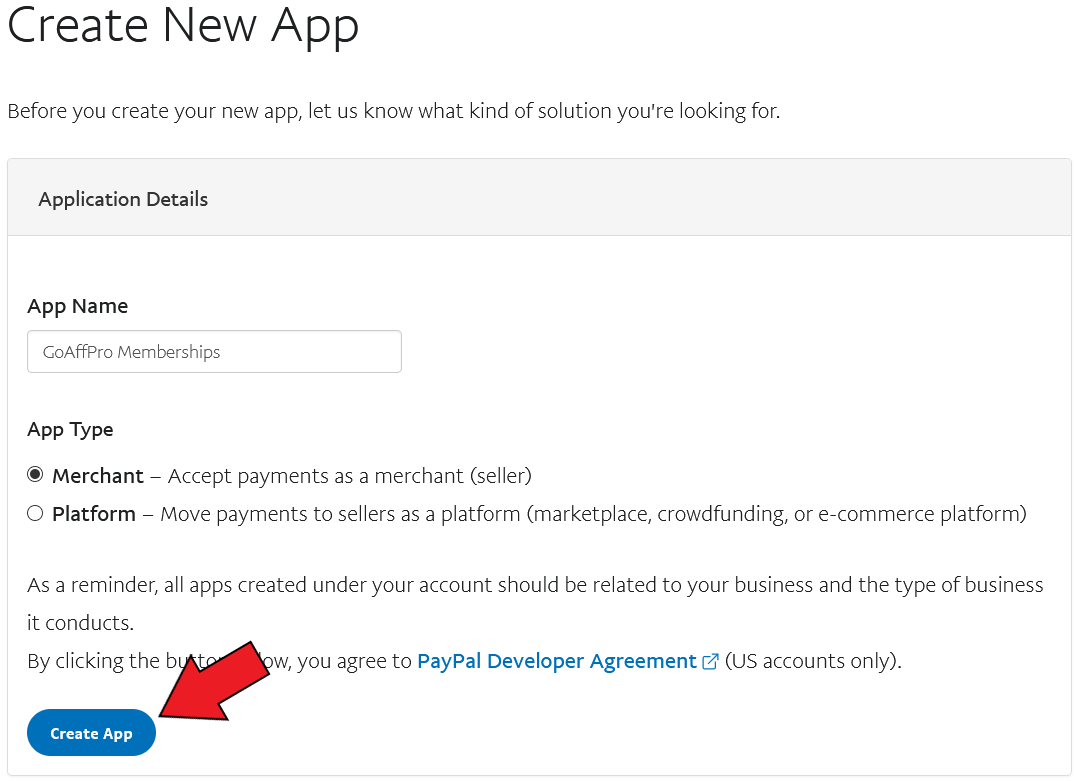 Create New App
Before you create your new app, let us know what kind of solution you're looking for.
Application Details
App Name
GoAffPro Memberships
App Type
Merchant – Accept payments as a merchant (seller)
Platform – Move payments to sellers as a platform (marketplace, crowdfunding, or e-commerce platform)
As a reminder, all apps created under your account should be related to your business and the type of business
it conducts.
By clicking the button, you agree to PayPal Developer Agreement (US accounts only).
Create App